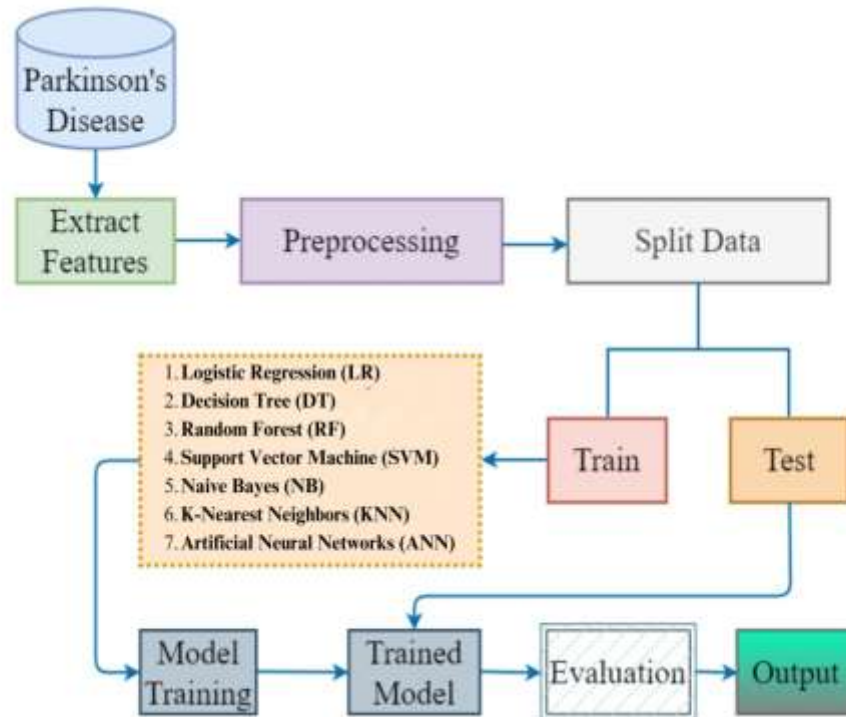 Parkinson's
Disease
Extract
Features
Preprocessing
Split Data
1. Logistic Regression (LR)
2. Decision Tree (DT)
3. Random Forest (RF)
4. Support Vector Machine (SVM)
5. Naive Bayes (NB)
6. K-Nearest Neighbors (KNN)
7. Artificial Neural Networks (ANN)
Train
Test
Model
Training
Trained
Model
Evaluation
Output